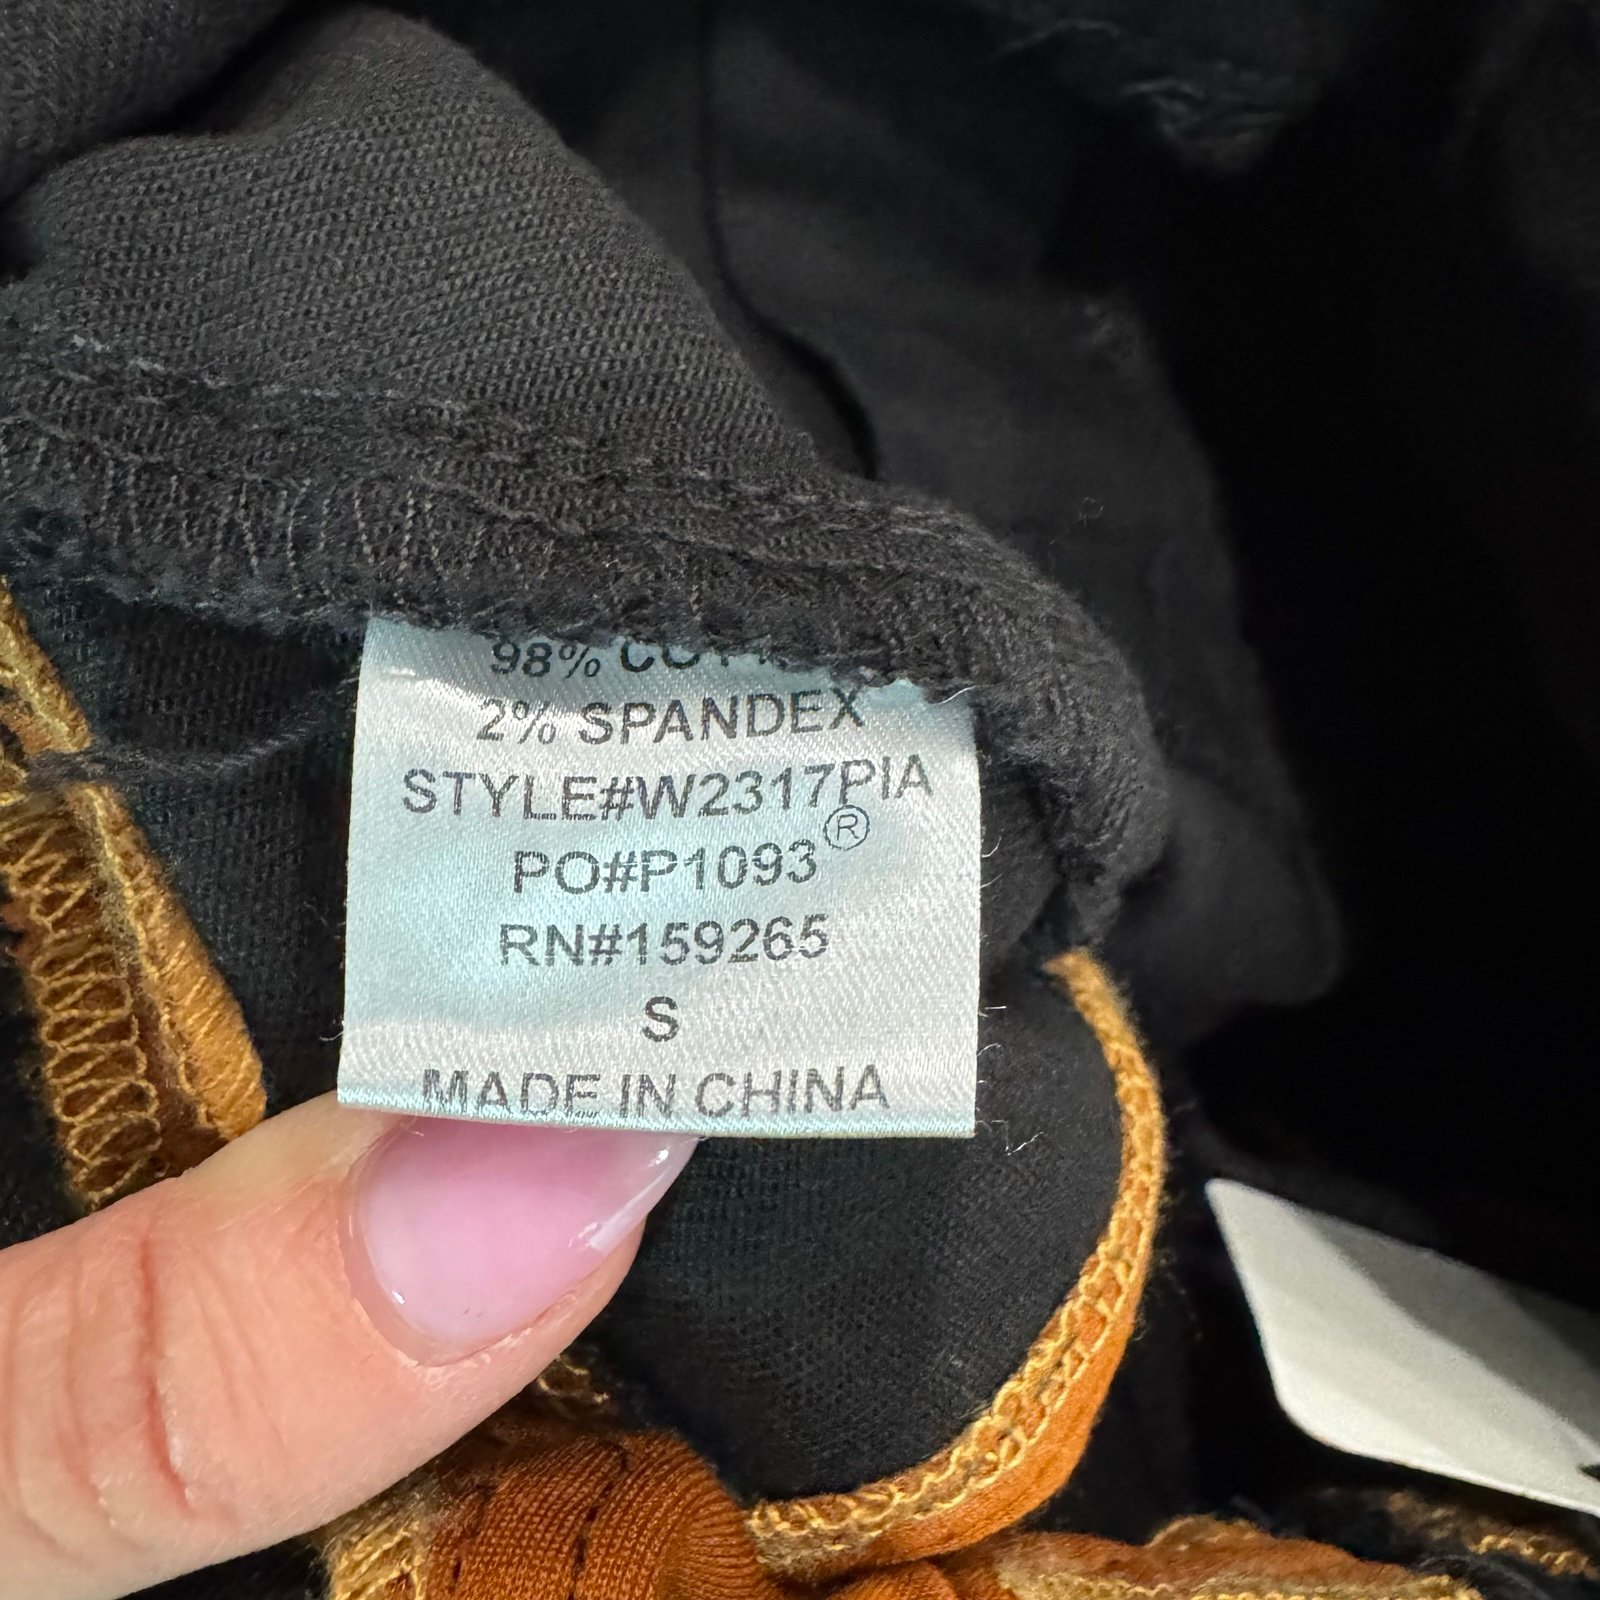 98%
2% SPANDEX
STYLE#W2317PIA
PO#P1093®
RN#159265
S
MADE IN CHINA